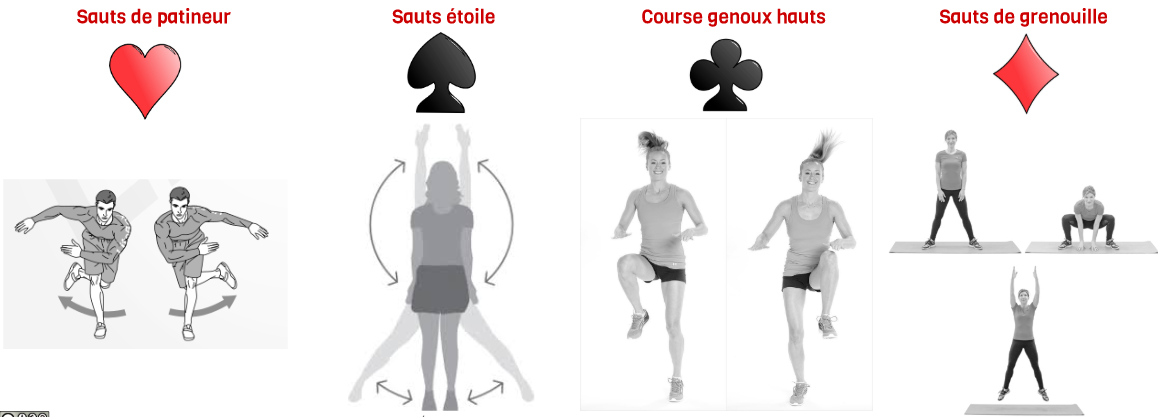 Sauts de patineur
Sauts étoile
Course genoux hauts
Sauts de grenouille